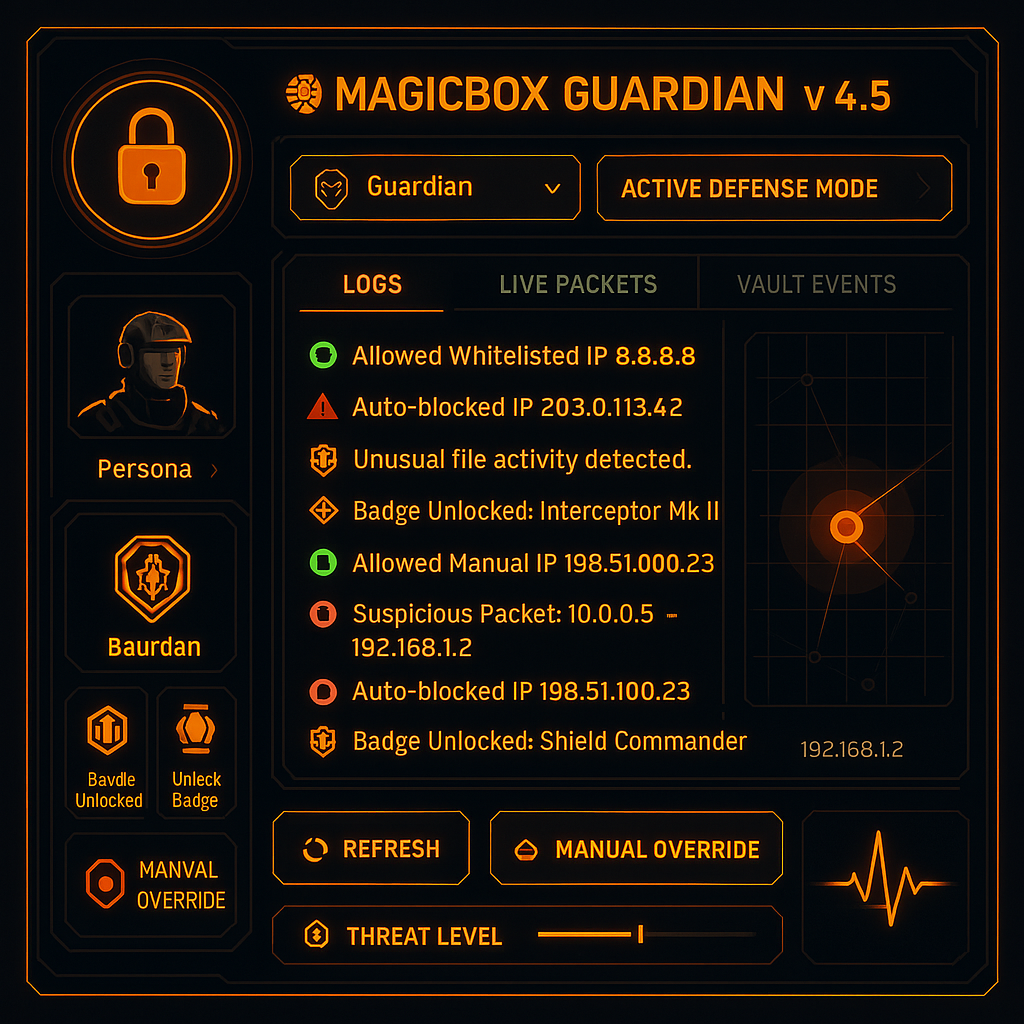 MAGICBOX GUARDIAN v 4.5
Guardian
ACTIVE DEFENSE MODE
LOGS
LIVE PACKETS
VAULT EVENTS
Allowed Whitelisted IP 8.8.8.8
Auto-blocked IP 203.0.113.42
Unusual file activity detected.
Badge Unlocked: Interceptor Mk II
Allowed Manual IP 198.51.000.23
Suspicious Packet: 10.0.0.5 –
192.168.1.2
Auto-blocked IP 198.51.100.23
Badge Unlocked: Shield Commander
192.168.1.2
Persona
Baurdan
Bavdle
Unlocked
Unleck
Badge
MANVAL
OVERRIDE
REFRESH
MANUAL OVERRIDE
THREAT LEVEL